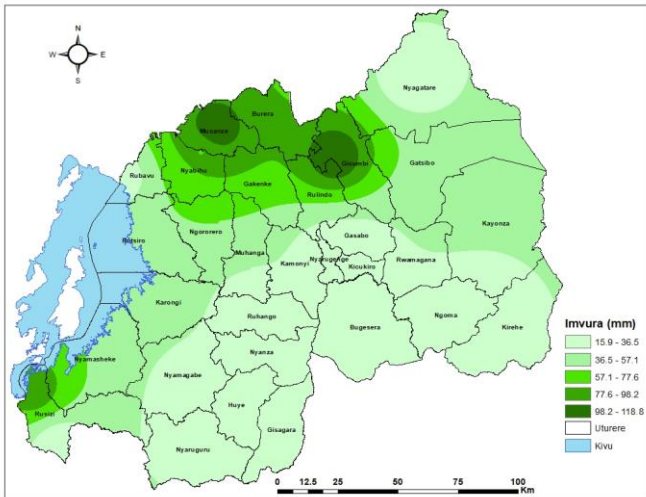 N
W E
S
Nyagatare
Burera
Musanze
Gicumbi
Rubavu
Nyabihu
Gatsibo
Gakenke
Rulindo
Kayonza
Rutsiro
Ngororero
Gasabo
Muhanga
Kamonyi
Nyarugenge
Rwamagana
Kicukiro
Karongi
Ruhango
Bugesera
Ngoma
Kirehe
Nyanza
Nyamasheke
Nyamagabe
Rusizi
Huye
Gisagara
Nyaruguru
Imvura (mm)
15.9 - 36.5
36.5 - 57.1
57.1 - 77.6
77.6 - 98.2
98.2 - 118.8
Uturere
Kivu
0 12.5 25 50 75 100
Km